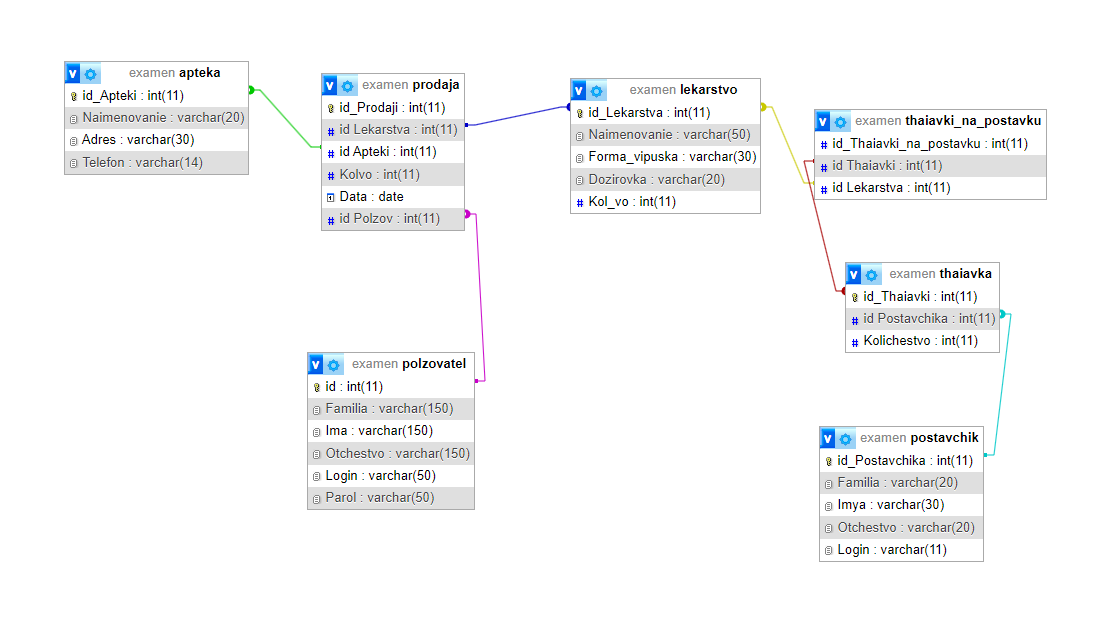 v examen apteka
id_Apteki : int(11)
Naimenovanie : varchar(20)
Adres : varchar(30)
Telefon : varchar(14)
v examen prodaja
id_Prodaji : int(11)
# id Lekarstva : int(11)
# id Apteki : int(11)
# Kolvo : int(11)
Data : date
# id Polzov : int(11)
v examen lekarstvo
id_Lekarstva : int(11)
Naimenovanie : varchar(50)
Forma_vipuska : varchar(30)
Dozirovka : varchar(20)
# Kol_vo : int(11)
v examen thaiavki_na_postavku
# id_Thaiavki_na_postavku : int(11)
# id Thaiavki : int(11)
# id Lekarstva : int(11)
v examen thaiavka
id_Thaiavki : int(11)
# id Postavchika : int(11)
# Kolichestvo : int(11)
v examen polzovatel
id : int(11)
Familia : varchar(150)
Ima : varchar(150)
Otchestvo : varchar(150)
Login : varchar(50)
Parol : varchar(50)
v examen postavchik
id_Postavchika : int(11)
Familia : varchar(20)
Imya : varchar(30)
Otchestvo : varchar(20)
Login : varchar(11)